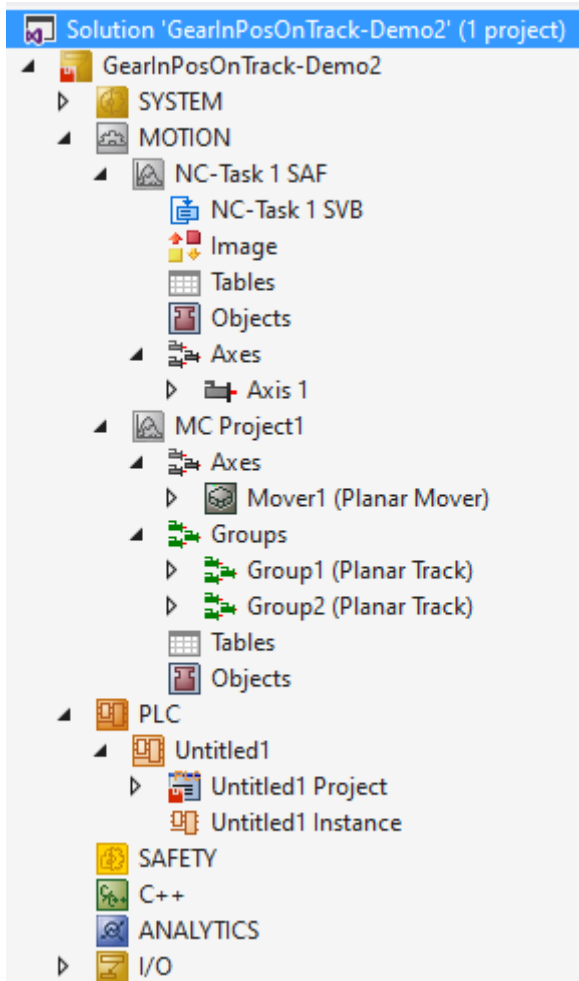 Solution 'GearInPosOnTrack-Demo2' (1 project)
GearInPosOnTrack-Demo2
SYSTEM
MOTION
NC-Task 1 SAF
NC-Task 1 SVB
Image
Tables
Objects
Axes
Axis 1
MC Project1
Axes
Mover1 (Planar Mover)
Groups
Group1 (Planar Track)
Group2 (Planar Track)
Tables
Objects
PLC
Untitled1
Untitled1 Project
Untitled1 Instance
SAFETY
C++
ANALYTICS
I/O